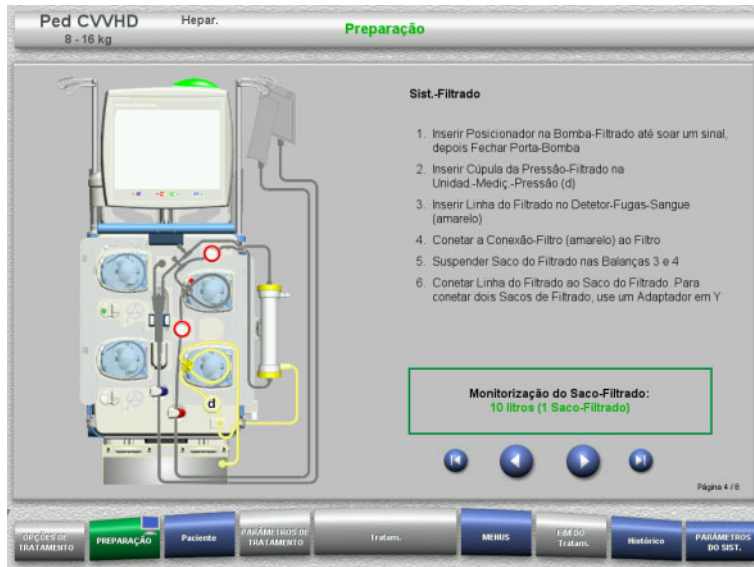 Ped CVVHD
Hepar.
8 - 16 kg
Preparação
Sist.-Filtrado
1. Inserir Posicionador na Bomba-Filtrado até soar um sinal,
depois Fechar Porta-Bomba
2. Inserir Cúpula da Pressão-Filtrado na
Unidad.-Mediç.-Pressão (d)
3. Inserir Linha do Filtrado no Detetor-Fugas-Sangue
(amarelo)
4. Conetar a Conexão-Filtro (amarelo) ao Filtro
5. Suspender Saco do Filtrado nas Balanças 3 e 4
6. Conetar Linha do Filtrado ao Saco do Filtrado. Para
conetar dois Sacos de Filtrado, use um Adaptador em Y
d
Monitorização do Saco-Filtrado:
10 litros (1 Saco-Filtrado)
Página 4 / 8
OPÇÕES DE
TRATAMENTO
PREPARAÇÃO
Paciente
PARÂMETROS DE
TRATAMENTO
Tratam.
MENUS
FIM DO
Tratam.
Histórico
PARÂMETROS
DO SIST.